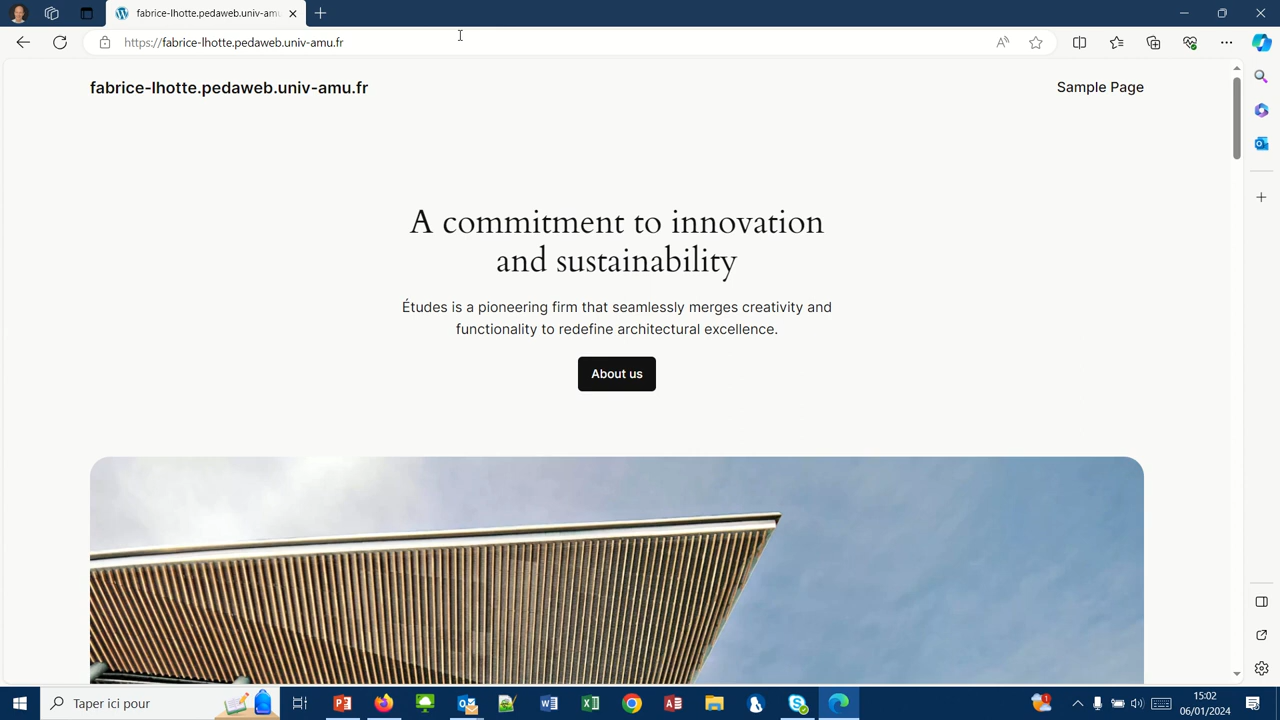 fabrice-lhotte.pedaweb.univ-amu
https://fabrice-lhotte.pedaweb.univ-amu.fr
fabrice-lhotte.pedaweb.univ-amu.fr
Sample Page
A commitment to innovation
and sustainability
Études is a pioneering firm that seamlessly merges creativity and
functionality to redefine architectural excellence.
About us
Taper ici pour
1
15:02
06/01/2024